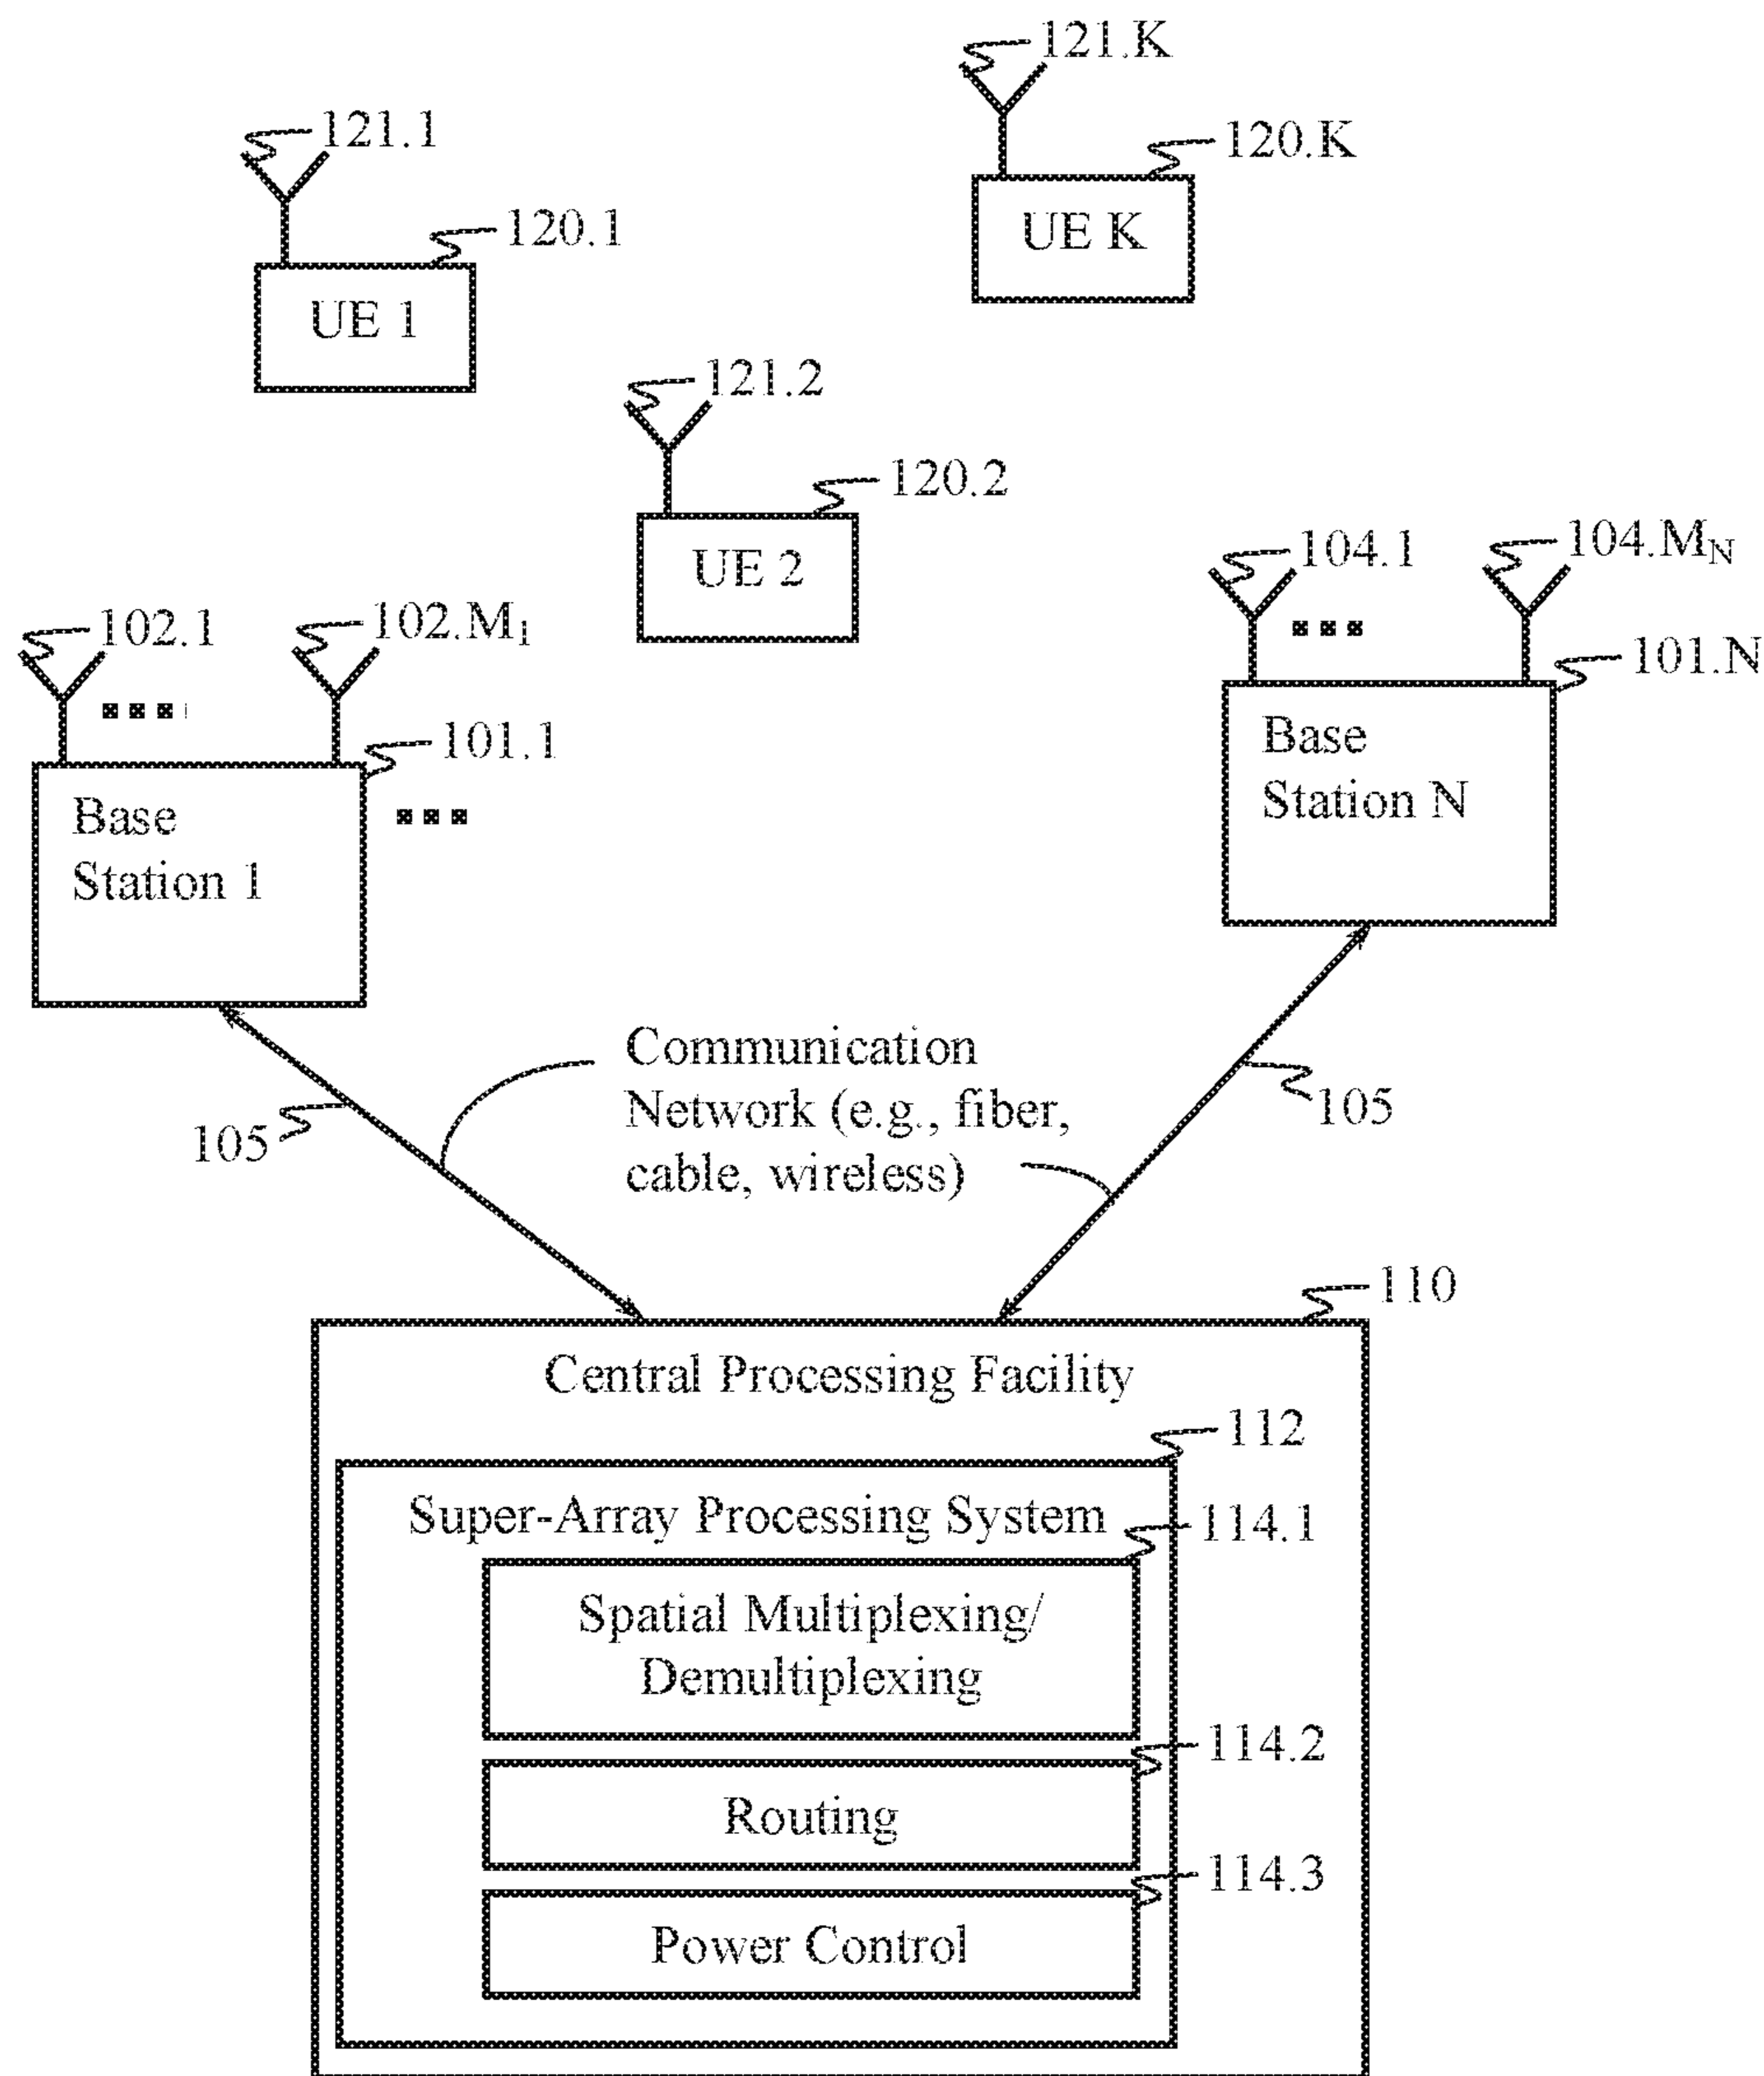 121.K
121.1
120.K
120.1
UE K
UE 1
121.2
120.2
UE 2
104.1
104.M_N
102.1
102.M_1
101.N
101.1
Base
Station N
Base
Station 1
Communication
Network (e.g., fiber,
cable, wireless)
105
105
110
Central Processing Facility
112
Super-Array Processing System
114.1
Spatial Multiplexing/
Demultiplexing
114.2
Routing
114.3
Power Control